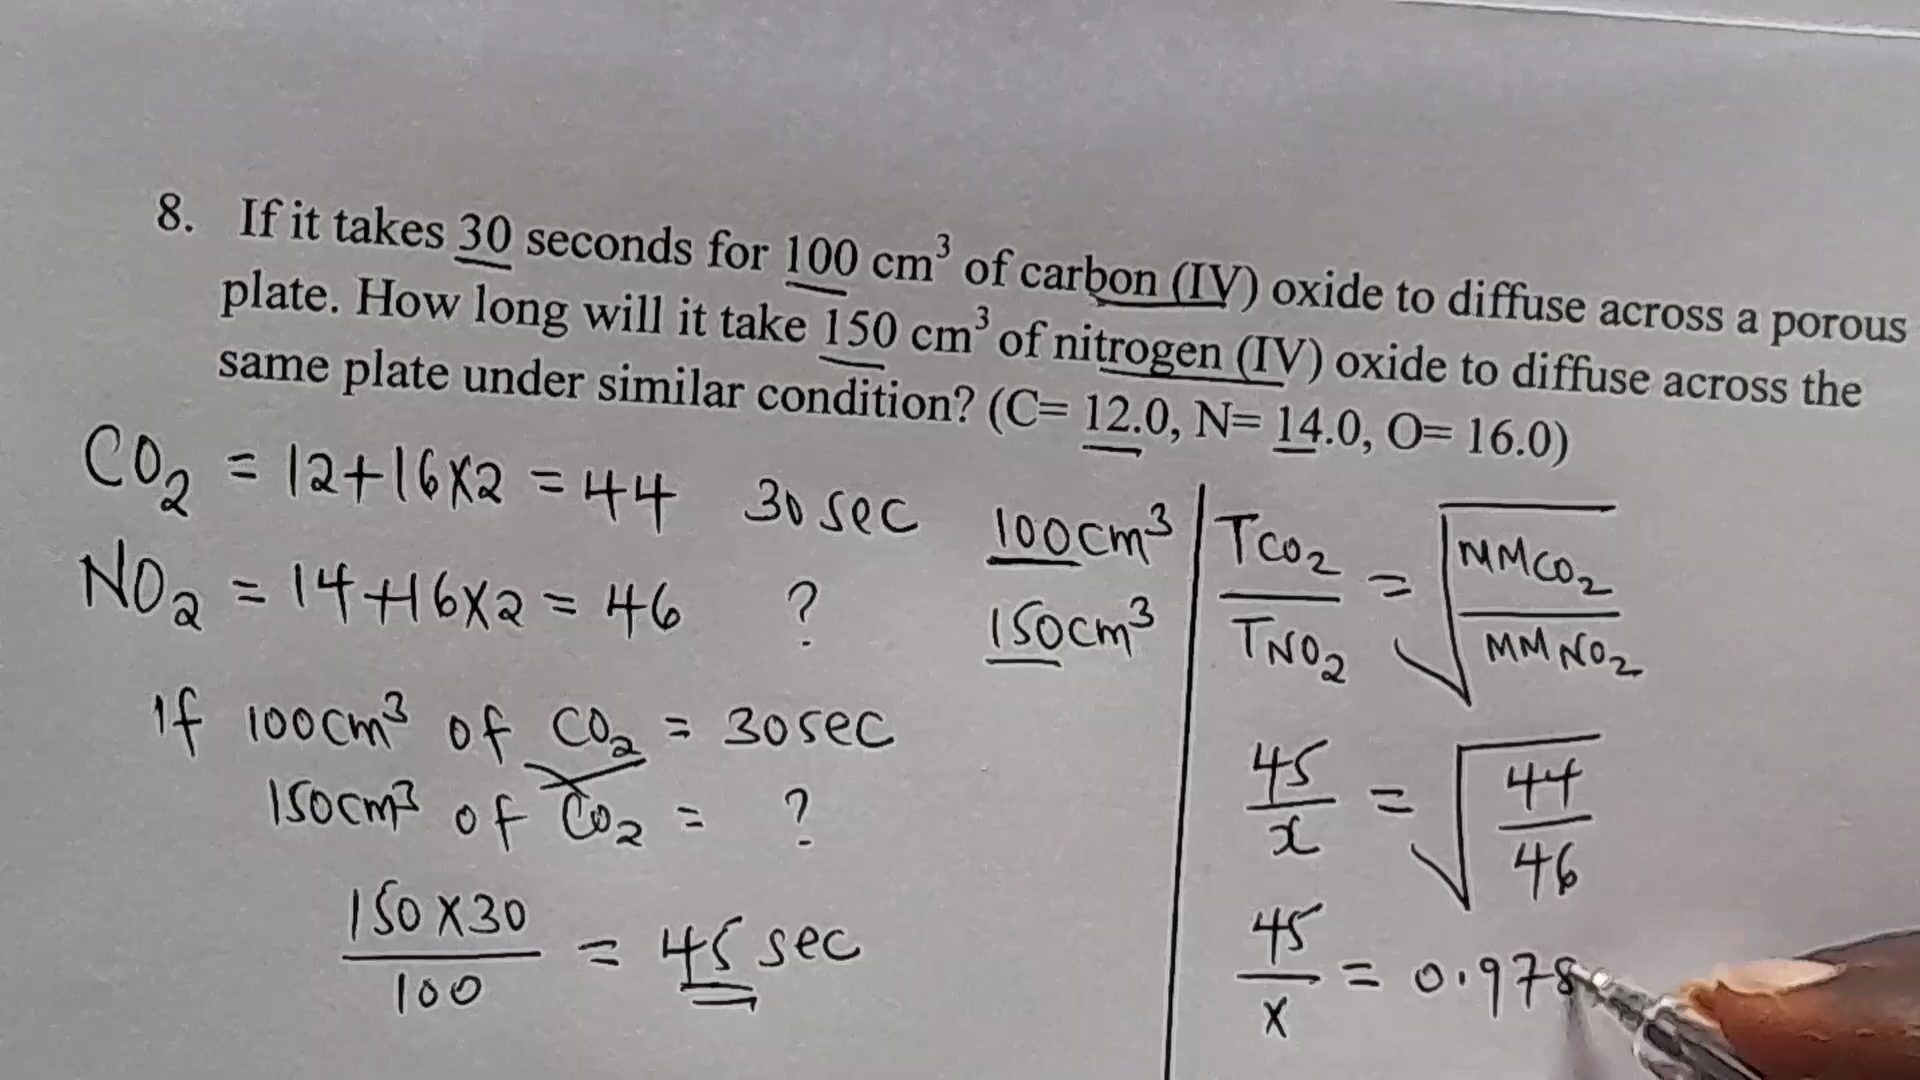 8. If it takes 30 seconds for 100 cm³ of carbon (IV) oxide to diffuse across a porous
plate. How long will it take 150 cm³ of nitrogen (IV) oxide to diffuse across the
same plate under similar condition? (C= 12.0, N= 14.0, O= 16.0)
CO₂ = 12+16x2 = 44 30 sec 100cm³
NO₂ = 14+16x2 = 46 ? 150cm³
If 100cm³ of CO₂ = 30sec
150cm³ of CO₂ = ?
150 x 30
100
= 45 sec
TCO₂
TNO₂
= √
MMCO₂
MMNO₂
45
x
= √
44
46
45
x
= 0.978